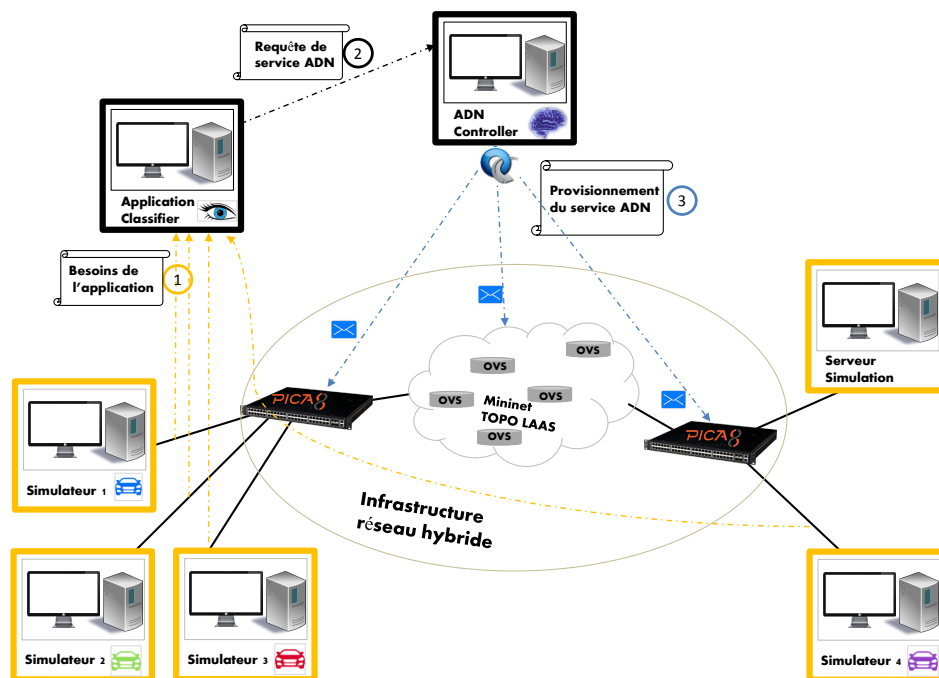 Requête de
service ADN
2
ADN
Controller
Application
Classifier
Provisionnement
du service ADN
3
Besoins de
l'application
1
OVS
OVS
OVS
OVS
OVS
Mininet
TOPO LAAS
PICA8
PICA8
Serveur
Simulation
Simulateur 1
Infrastructure
réseau hybride
Simulateur 2
Simulateur 3
Simulateur 4